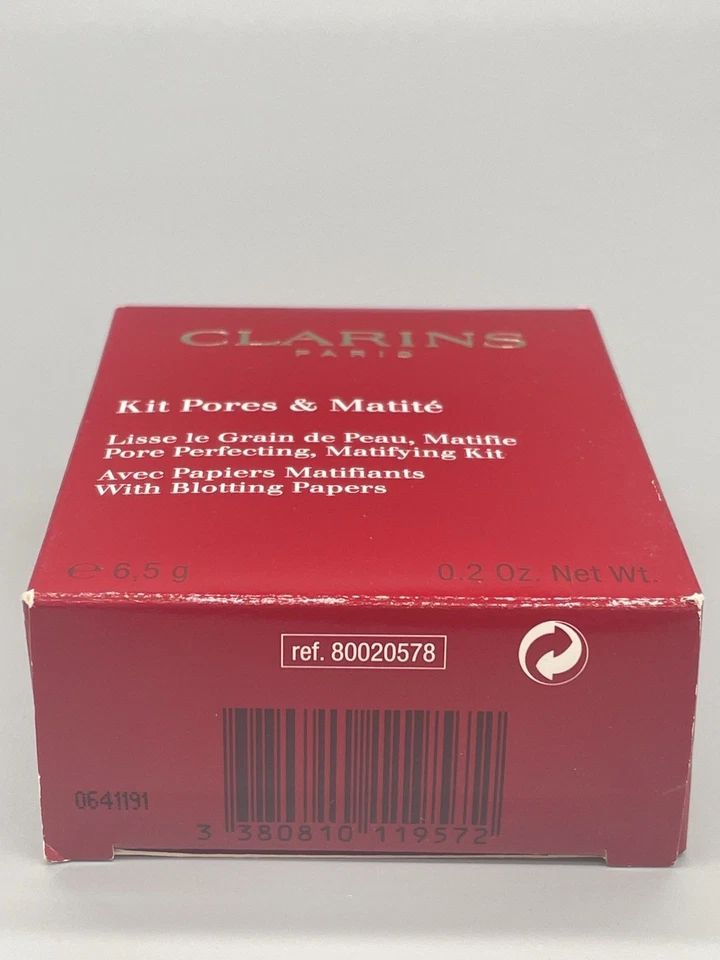 CLARINS
PARIS
Kit Pores & Matité
Lisse le Grain de Peau, Matifie
Pore Perfecting, Matifying Kit
Avec Papiers Matifiants
With Blotting Papers
℮ 6,5 g 0.2 Oz. Net Wt.
ref. 80020578
0641191
3 380810 119572